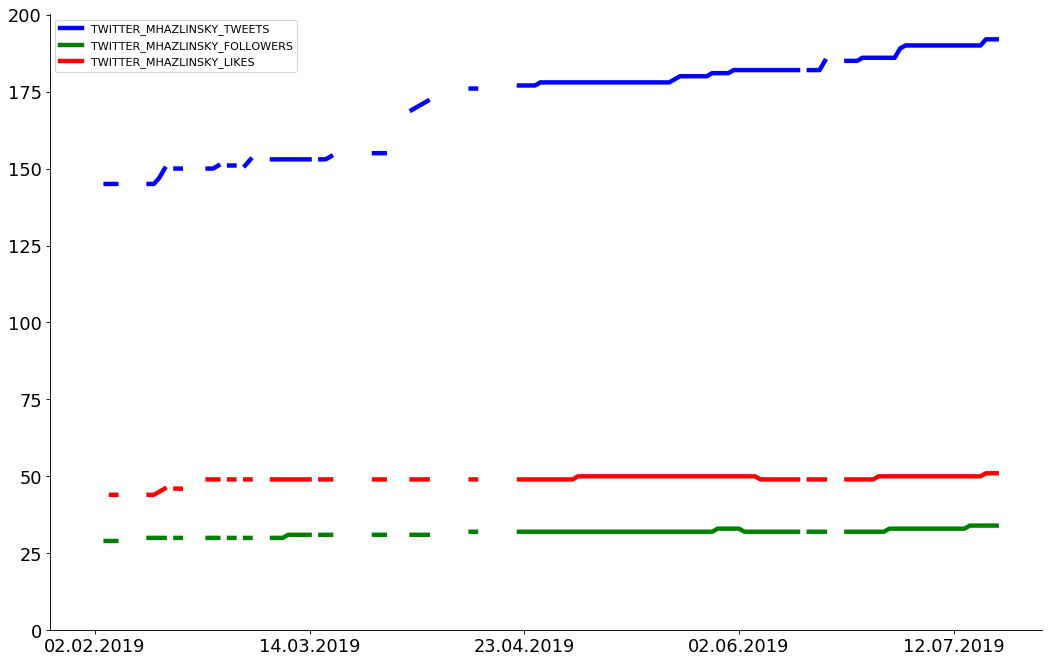 200
175
150
125
100
75
50
25
0
TWITTER_MHAZLINSKY_TWEETS
TWITTER_MHAZLINSKY_FOLLOWERS
TWITTER_MHAZLINSKY_LIKES
02.02.2019 14.03.2019 23.04.2019 02.06.2019 12.07.2019